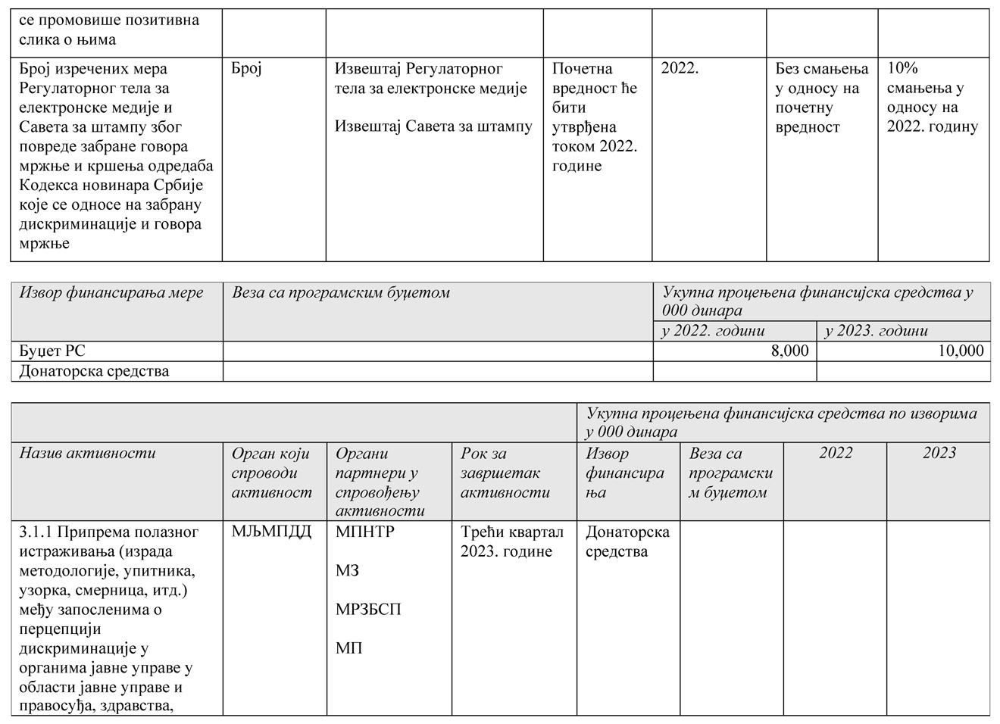 се промовише позитивна
слика о њима
Број изречених мера
Регулаторног тела за
електронске медије и
Савета за штампу због
повреде забране говора
мржње и кршења одредаба
Кодекса новинара Србије
које се односе на забрану
дискриминације и говора
мржње
Број
Извештај Регулаторног
тела за електронске медије
Извештај Савета за штампу
Почетна
вредност ће
бити
утврђена
током 2022.
године
2022.
Без смањења
у односу на
почетну
вредност
10%
смањења у
односу на
2022. годину
Извор финансирања мере
Веза са програмским буџетом
Укупна процењена финансијска средства у
000 динара
у 2022. години
у 2023. години
Буџет РС
8,000
10,000
Донаторска средства
Укупна процењена финансијска средства по изворима
у 000 динара
Назив активности
Орган који
спроводи
активност
Органи
партнери у
спровођењу
активности
Рок за
завршетак
активности
Извор
финансира
ња
Веза са
програмски
м буџетом
2022
2023
3.1.1 Припрема полазног
истраживања (израда
методологије, упитника,
узорка, смерница, итд.)
међу запосленима о
перцепцији
дискриминације у
органима јавне управе у
области јавне управе и
правосуђа, здравства,
МЉМПДД
МПНТР
МЗ
МРЗБСП
МП
Трећи квартал
2023. године
Донаторска
средства